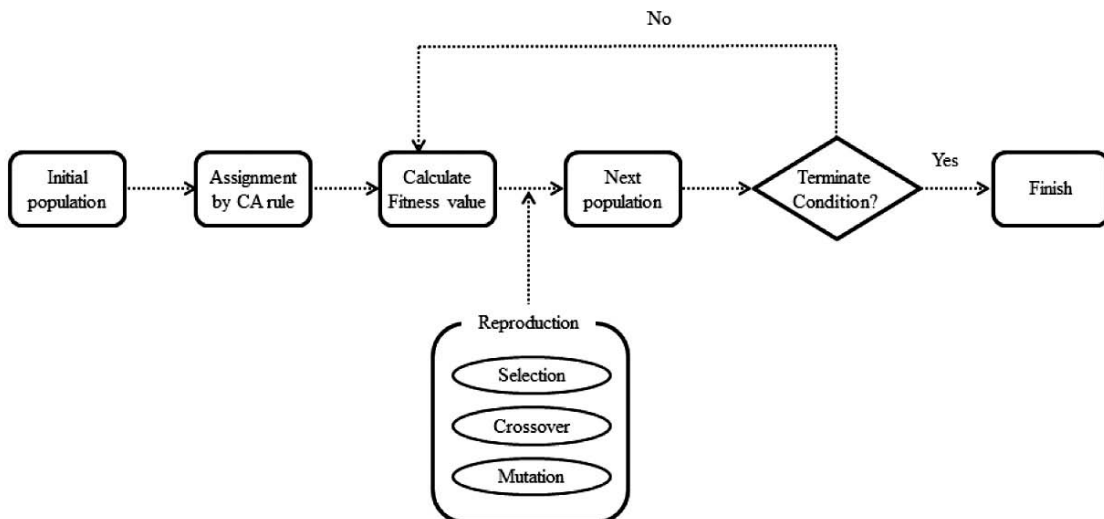 No
Initial
population
Assignment
by CA rule
Calculate
Fitness value
Next
population
Terminate
Condition?
Yes
Finish
Reproduction
Selection
Crossover
Mutation